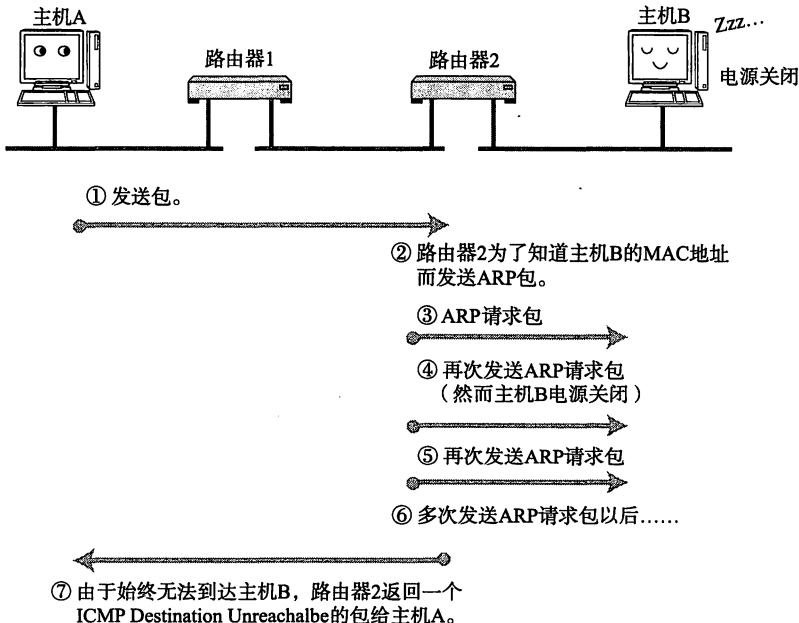 主机A
主机B
Zzz…
路由器1
路由器2
电源关闭
① 发送包。
② 路由器2为了知道主机B的MAC地址
而发送ARP包。
③ ARP请求包
④ 再次发送ARP请求包
（然而主机B电源关闭）
⑤ 再次发送ARP请求包
⑥ 多次发送ARP请求包以后……
⑦ 由于始终无法到达主机B，路由器2返回一个
ICMP Destination Unreachalbe的包给主机A。